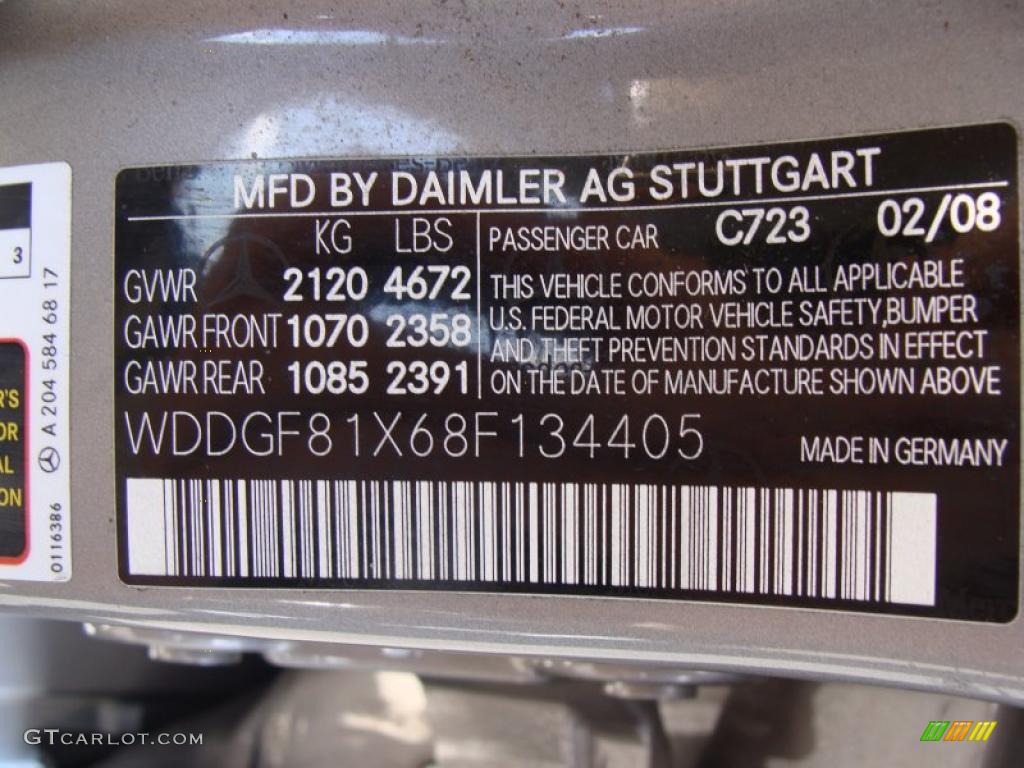 MFD BY DAIMLER AG STUTTGART
KG LBS
GVWR 2120 4672
GAWR FRONT 1070 2358
GAWR REAR 1085 2391
PASSENGER CAR C723 02/08
THIS VEHICLE CONFORMS TO ALL APPLICABLE
U.S. FEDERAL MOTOR VEHICLE SAFETY,BUMPER
AND THEFT PREVENTION STANDARDS IN EFFECT
ON THE DATE OF MANUFACTURE SHOWN ABOVE
WDDGF81X68F134405
MADE IN GERMANY
3
A 204 584 68 17
0116386
R'S
OR
AL
ON
GTCARLOT.COM